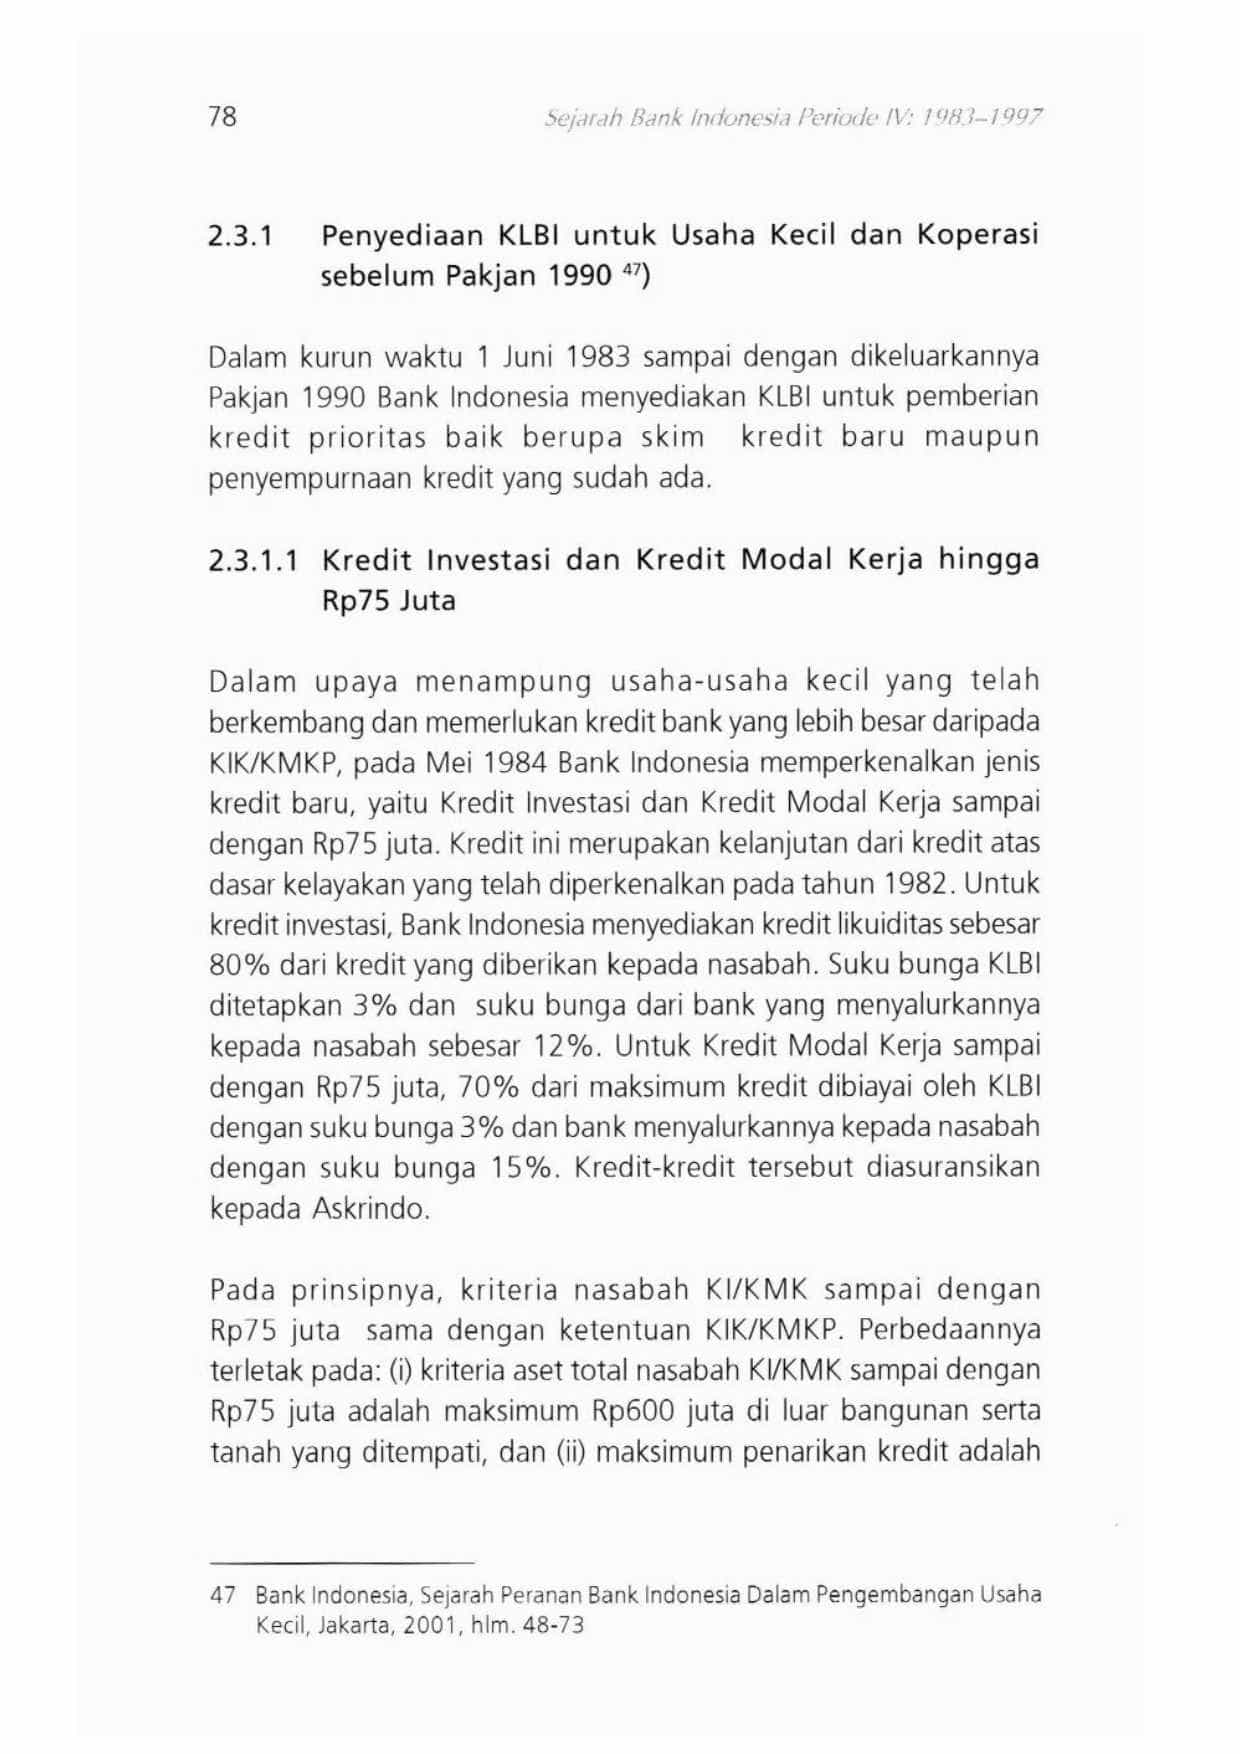 78
Sejarah Bank Indonesia Periode IV: 1983–1997
2.3.1 Penyediaan KLBI untuk Usaha Kecil dan Koperasi
sebelum Pakjan 1990 47)
Dalam kurun waktu 1 Juni 1983 sampai dengan dikeluarkannya
Pakjan 1990 Bank Indonesia menyediakan KLBI untuk pemberian
kredit prioritas baik berupa skim kredit baru maupun
penyempurnaan kredit yang sudah ada.
2.3.1.1 Kredit Investasi dan Kredit Modal Kerja hingga
Rp75 Juta
Dalam upaya menampung usaha-usaha kecil yang telah
berkembang dan memerlukan kredit bank yang lebih besar daripada
KIK/KMKP, pada Mei 1984 Bank Indonesia memperkenalkan jenis
kredit baru, yaitu Kredit Investasi dan Kredit Modal Kerja sampai
dengan Rp75 juta. Kredit ini merupakan kelanjutan dari kredit atas
dasar kelayakan yang telah diperkenalkan pada tahun 1982. Untuk
kredit investasi, Bank Indonesia menyediakan kredit likuiditas sebesar
80% dari kredit yang diberikan kepada nasabah. Suku bunga KLBI
ditetapkan 3% dan suku bunga dari bank yang menyalurkannya
kepada nasabah sebesar 12%. Untuk Kredit Modal Kerja sampai
dengan Rp75 juta, 70% dari maksimum kredit dibiayai oleh KLBI
dengan suku bunga 3% dan bank menyalurkannya kepada nasabah
dengan suku bunga 15%. Kredit-kredit tersebut diasuransikan
kepada Askrindo.
Pada prinsipnya, kriteria nasabah KI/KMK sampai dengan
Rp75 juta sama dengan ketentuan KIK/KMKP. Perbedaannya
terletak pada: (i) kriteria aset total nasabah KI/KMK sampai dengan
Rp75 juta adalah maksimum Rp600 juta di luar bangunan serta
tanah yang ditempati, dan (ii) maksimum penarikan kredit adalah
47 Bank Indonesia, Sejarah Peranan Bank Indonesia Dalam Pengembangan Usaha
Kecil, Jakarta, 2001, hlm. 48-73